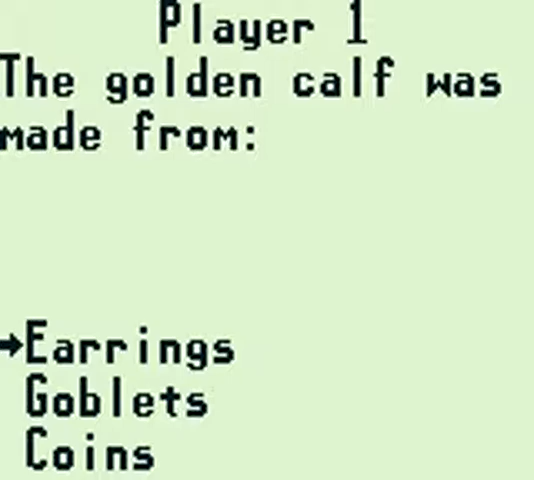 Player 1
The golden calf was
made from:
→Earrings
Goblets
Coins